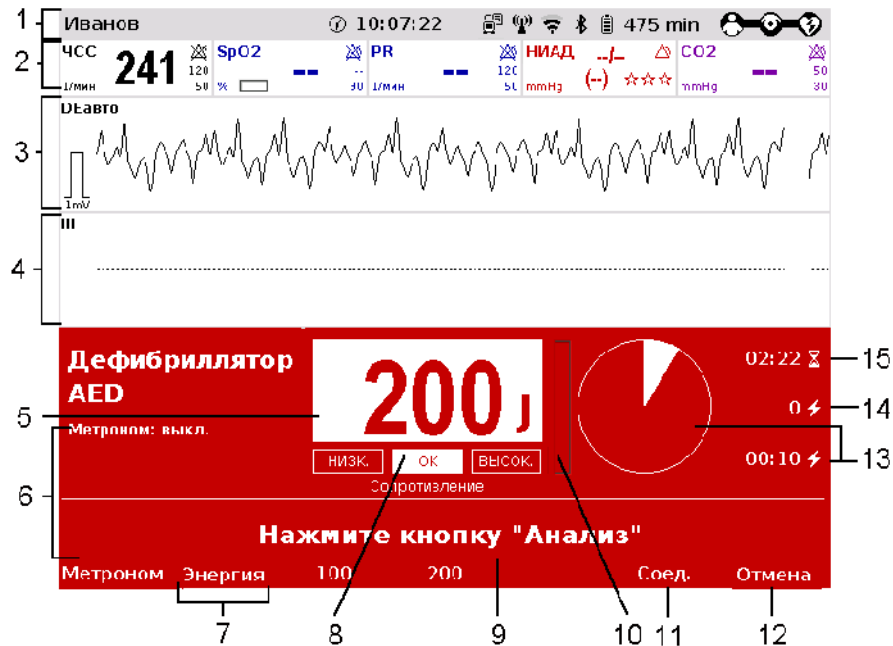 1
Иванов 10:07:22 475 min
2
ЧСС 241 120 50 1/мин
SpO2 -- -- 90 %
PR -- 120 50 1/мин
НИАД --/-- (--) mmHg
CO2 -- 50 30 mmHg
3
DEавто
1mV
4
III
Дефибриллятор
AED
Метроном: выкл.
200 J
НИЗК. OK ВЫСОК.
Сопротивление
02:22
0
00:10
5
6
15
14
13
Нажмите кнопку "Анализ"
Метроном Энергия 100 200 Соед. Отмена
7 8 9 10 11 12